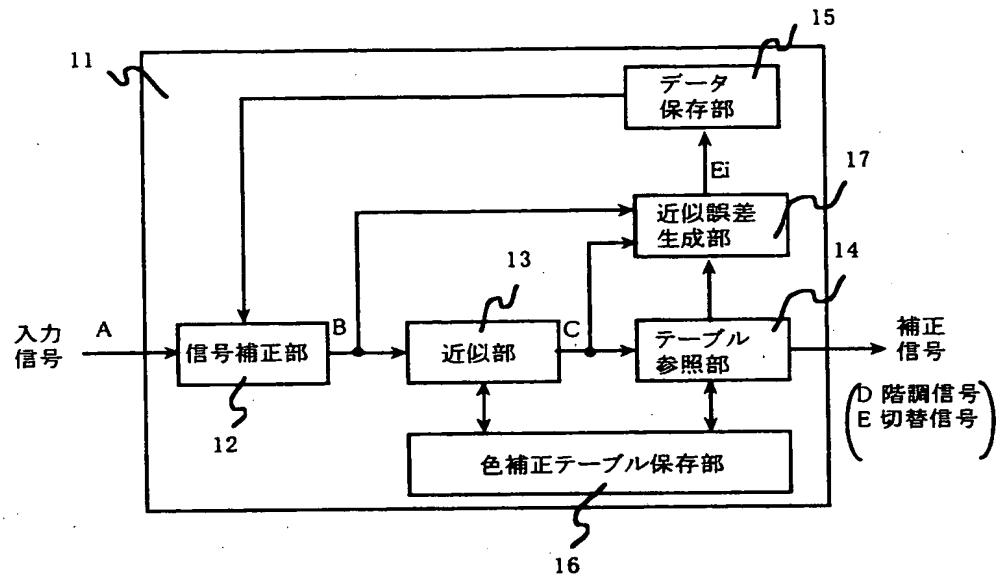 15
11
データ
保存部
Ei
17
近似誤差
生成部
13
14
入力
信号
A
信号補正部
B
近似部
C
テーブル
参照部
補正
信号
D 階調信号
E 切替信号
12
色補正テーブル保存部
16